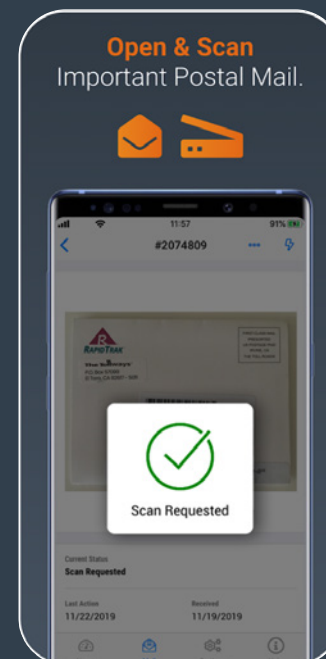 Open & Scan
Important Postal Mail.
11:57
91%
#2074809
RAPIDTRAK
Scan Requested
Current Status
Scan Requested
Last Action
Received
11/22/2019
11/19/2019